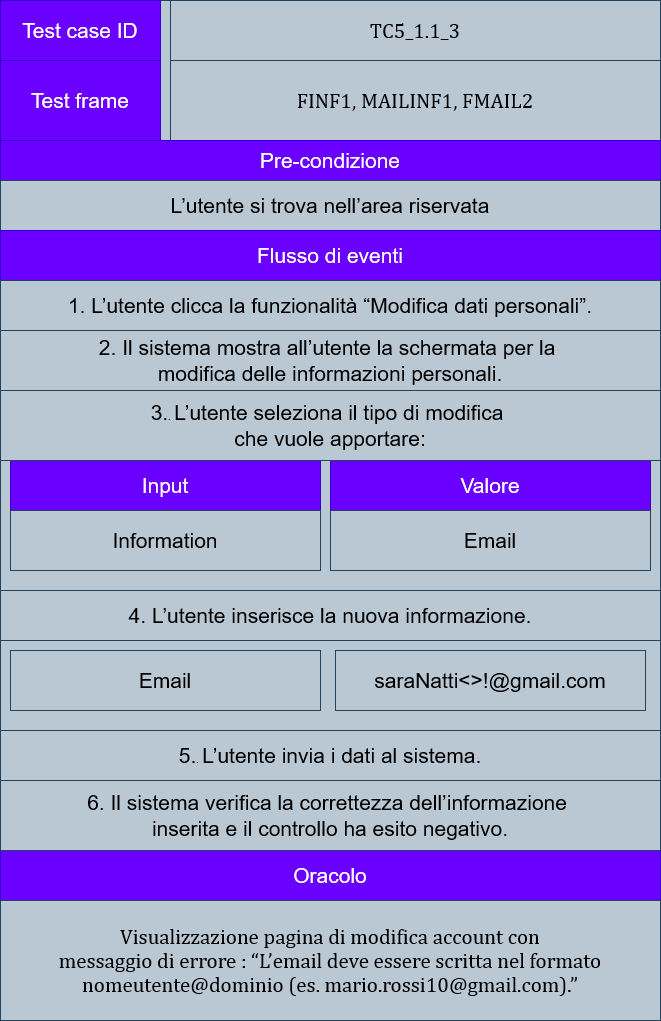 Test case ID
TC5_1.1_3
Test frame
FINF1, MAILINF1, FMAIL2
Pre-condizione
L’utente si trova nell’area riservata
Flusso di eventi
1. L’utente clicca la funzionalità “Modifica dati personali”.
2. Il sistema mostra all’utente la schermata per la
modifica delle informazioni personali.
3.. L’utente seleziona il tipo di modifica
che vuole apportare:
Input
Valore
Information
Email
4. L’utente inserisce la nuova informazione.
Email
saraNatti<>!@gmail.com
5.. L’utente invia i dati al sistema.
6. Il sistema verifica la correttezza dell’informazione
inserita e il controllo ha esito negativo.
Oracolo
Visualizzazione pagina di modifica account con
messaggio di errore : “L’email deve essere scritta nel formato
nomeutente@dominio (es. mario.rossi10@gmail.com).”